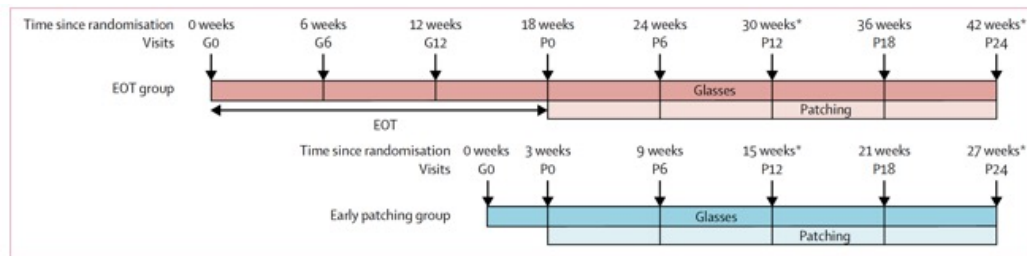 Time since randomisation 0 weeks 6 weeks 12 weeks 18 weeks 24 weeks 30 weeks* 36 weeks 42 weeks*
Visits G0 G6 G12 P0 P6 P12 P18 P24
EOT group Glasses
Patching
EOT
Time since randomisation 0 weeks 3 weeks 9 weeks 15 weeks* 21 weeks 27 weeks*
Visits G0 P0 P6 P12 P18 P24
Early patching group Glasses
Patching